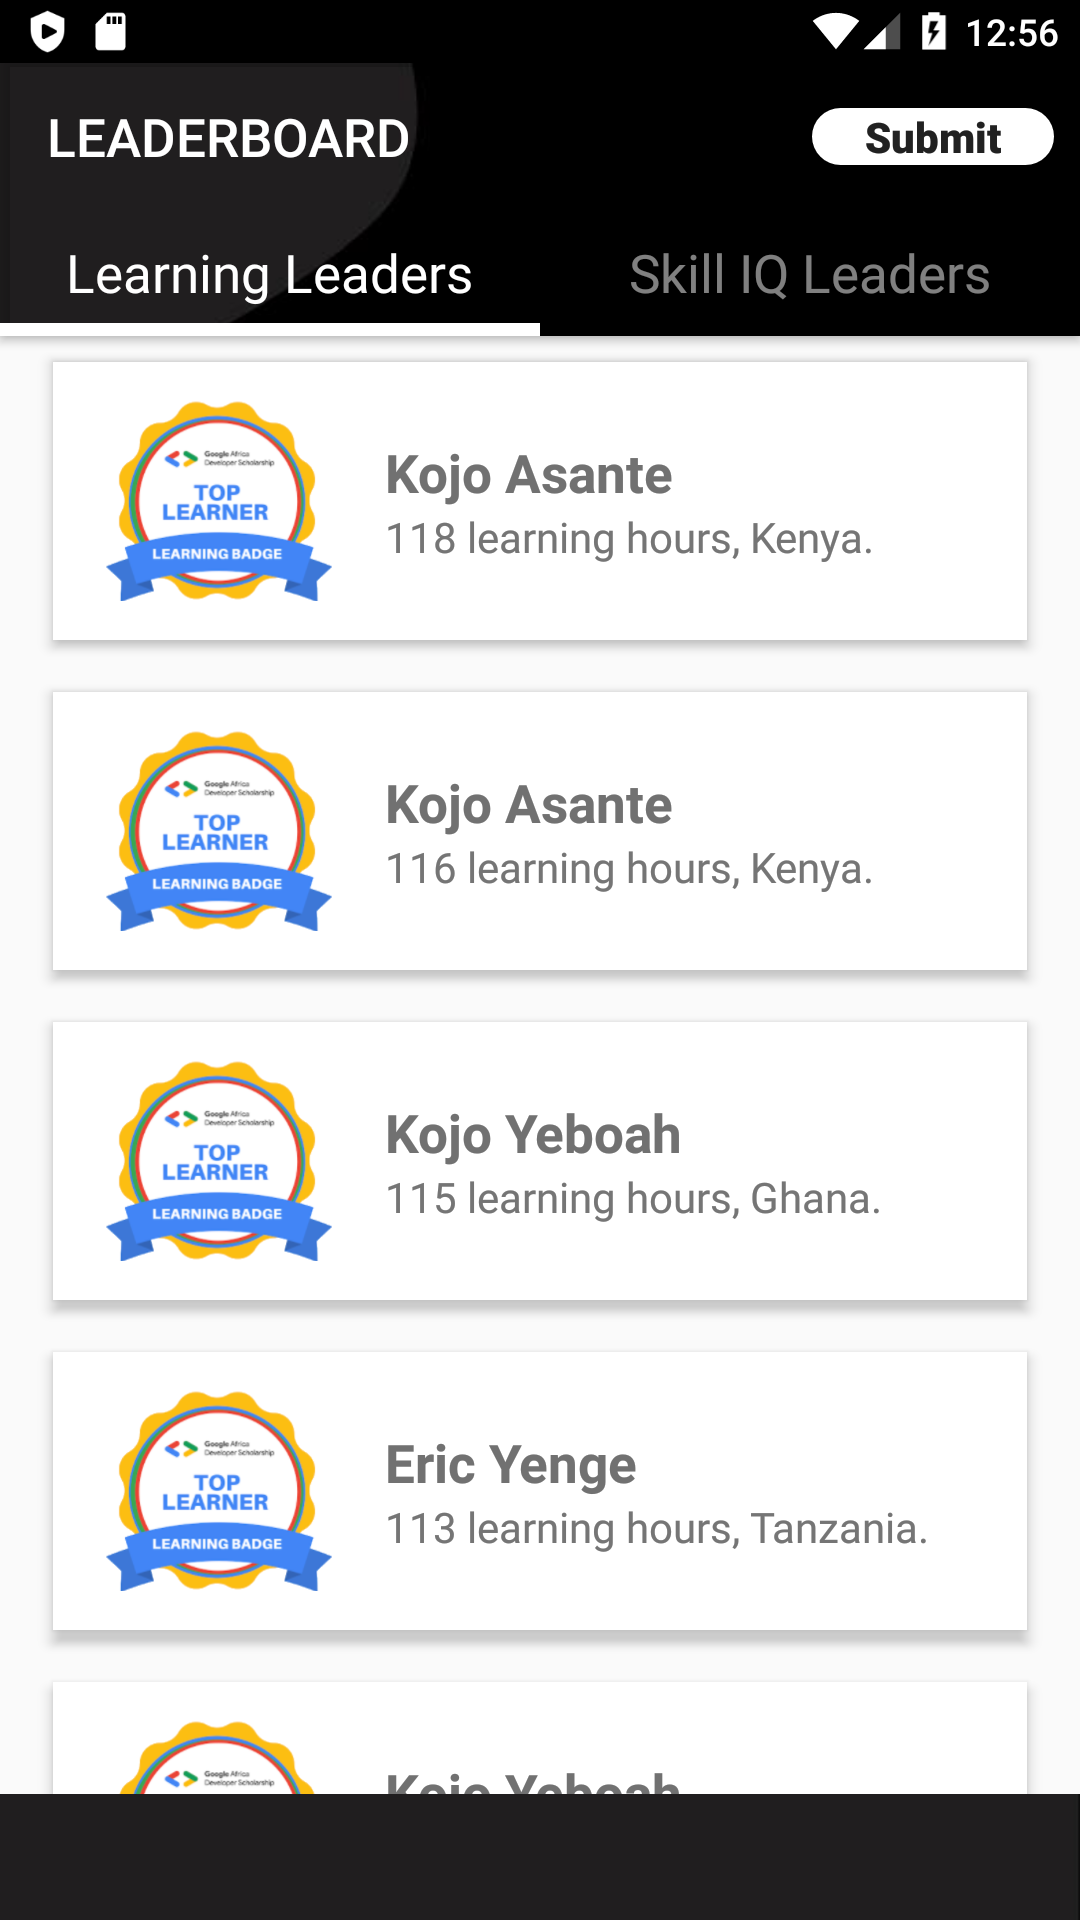 12:56
LEADERBOARD
Submit
Learning Leaders
Skill IQ Leaders
Google Africa
Developer Scholarship
TOP
LEARNER
LEARNING BADGE
Kojo Asante
118 learning hours, Kenya.
Google Africa
Developer Scholarship
TOP
LEARNER
LEARNING BADGE
Kojo Asante
116 learning hours, Kenya.
Google Africa
Developer Scholarship
TOP
LEARNER
LEARNING BADGE
Kojo Yeboah
115 learning hours, Ghana.
Google Africa
Developer Scholarship
TOP
LEARNER
LEARNING BADGE
Eric Yenge
113 learning hours, Tanzania.
Google Africa
Developer Scholarship
Kojo Yeboah